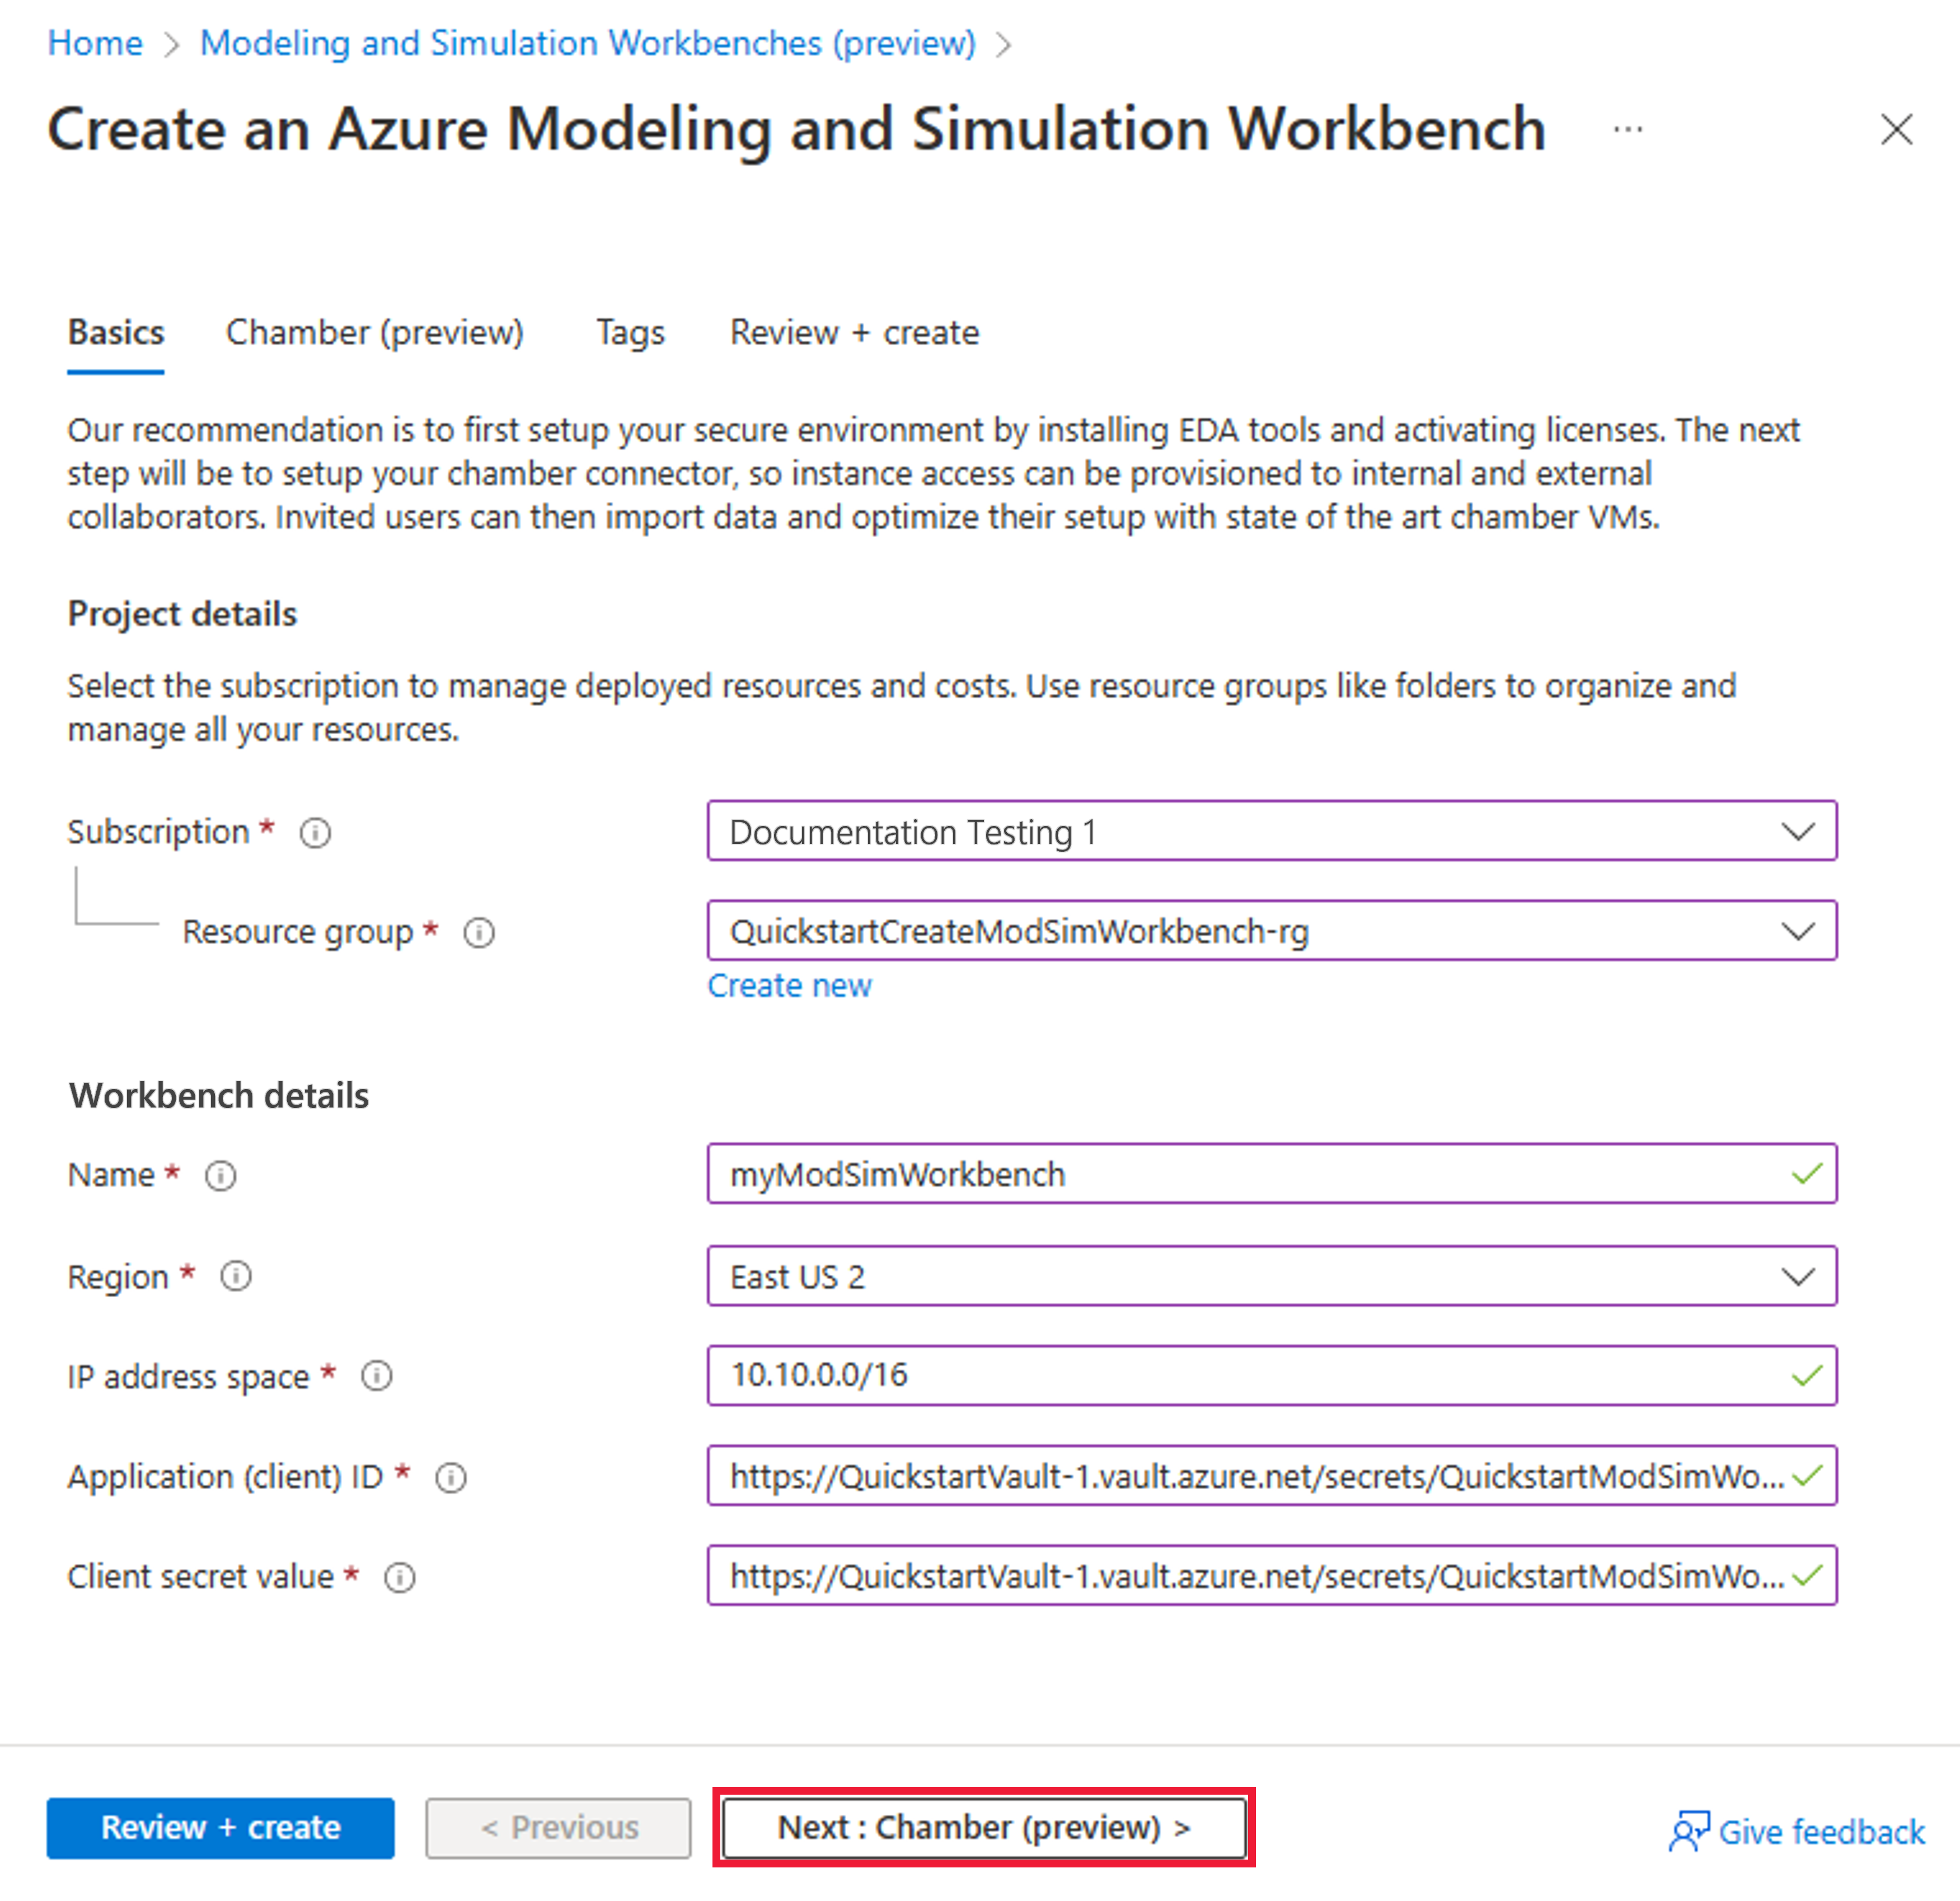 Home > Modeling and Simulation Workbenches (preview) >
Create an Azure Modeling and Simulation Workbench ...
Basics Chamber (preview) Tags Review + create
Our recommendation is to first setup your secure environment by installing EDA tools and activating licenses. The next
step will be to setup your chamber connector, so instance access can be provisioned to internal and external
collaborators. Invited users can then import data and optimize their setup with state of the art chamber VMs.
Project details
Select the subscription to manage deployed resources and costs. Use resource groups like folders to organize and
manage all your resources.
Subscription * Documentation Testing 1
Resource group * QuickstartCreateModSimWorkbench-rg
Create new
Workbench details
Name * myModSimWorkbench
Region * East US 2
IP address space * 10.10.0.0/16
Application (client) ID * https://QuickstartVault-1.vault.azure.net/secrets/QuickstartModSimWo...
Client secret value * https://QuickstartVault-1.vault.azure.net/secrets/QuickstartModSimWo...
Review + create < Previous Next : Chamber (preview) > Give feedback